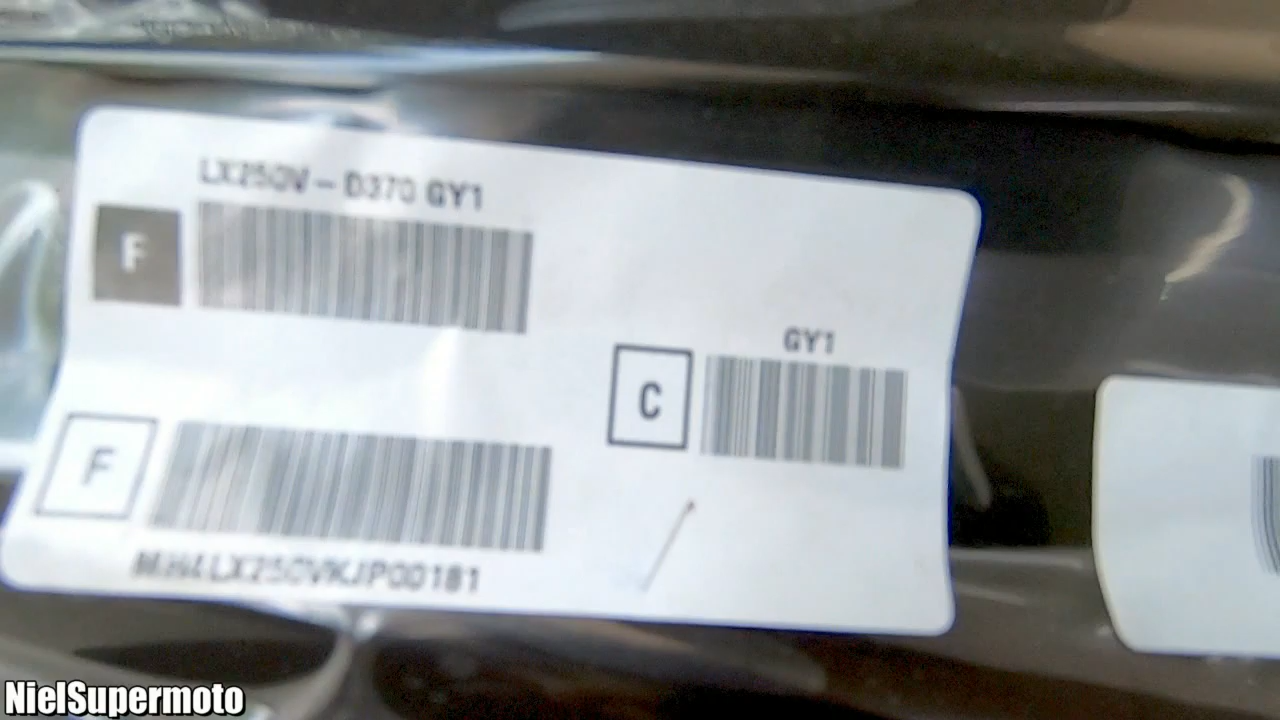 LX250V – D370 GY1
F
GY1
C
F
MH4LX250VKJP00181
NielSupermoto